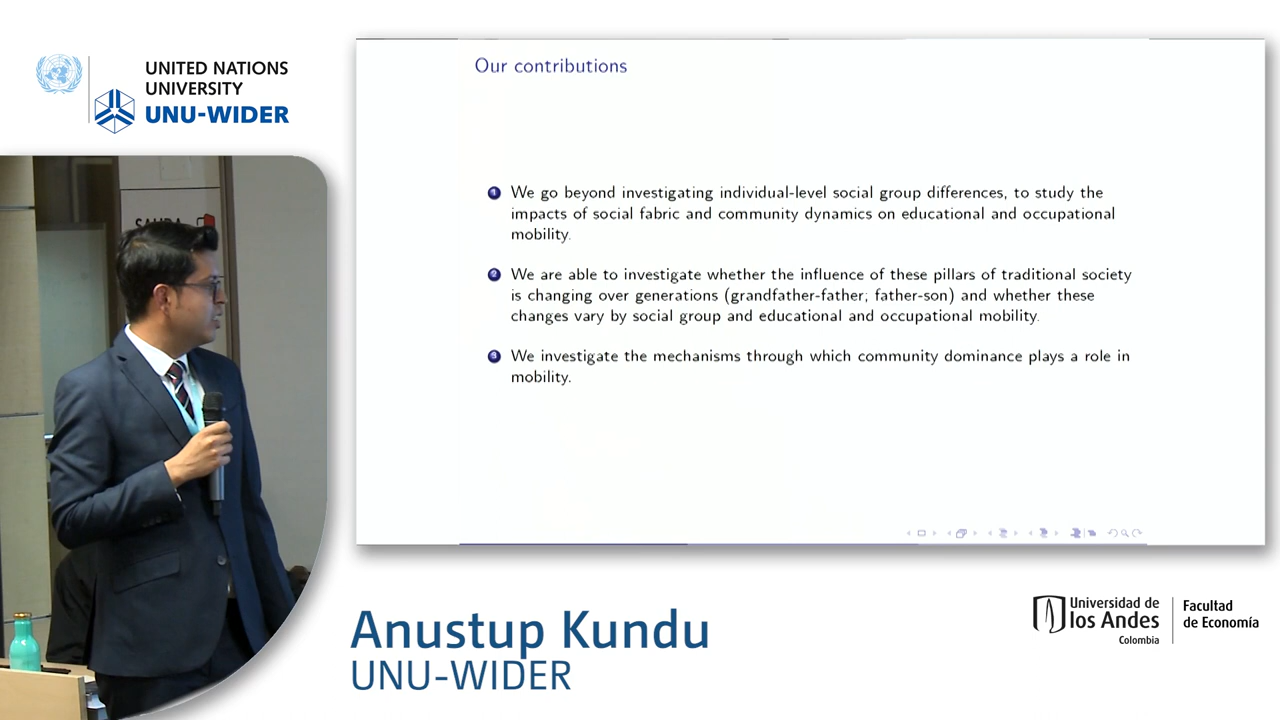 UNITED NATIONS
UNIVERSITY
UNU-WIDER
Our contributions
1 We go beyond investigating individual-level social group differences, to study the
impacts of social fabric and community dynamics on educational and occupational
mobility.
2 We are able to investigate whether the influence of these pillars of traditional society
is changing over generations (grandfather-father; father-son) and whether these
changes vary by social group and educational and occupational mobility.
3 We investigate the mechanisms through which community dominance plays a role in
mobility.
Anustup Kundu
UNU-WIDER
Universidad de
los Andes
Colombia
Facultad
de Economía